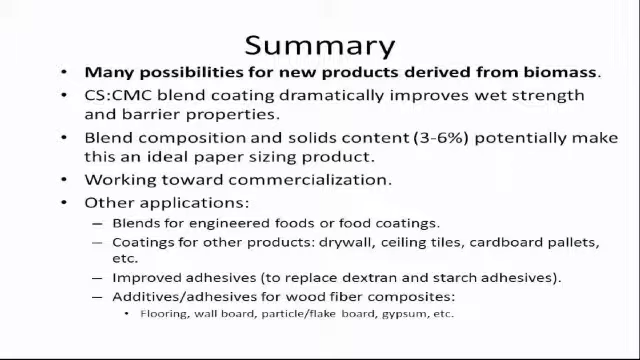 Summary
• Many possibilities for new products derived from biomass.
• CS:CMC blend coating dramatically improves wet strength
and barrier properties.
• Blend composition and solids content (3-6%) potentially make
this an ideal paper sizing product.
• Working toward commercialization.
• Other applications:
– Blends for engineered foods or food coatings.
– Coatings for other products: drywall, ceiling tiles, cardboard pallets,
etc.
– Improved adhesives (to replace dextran and starch adhesives).
– Additives/adhesives for wood fiber composites:
• Flooring, wall board, particle/flake board, gypsum, etc.